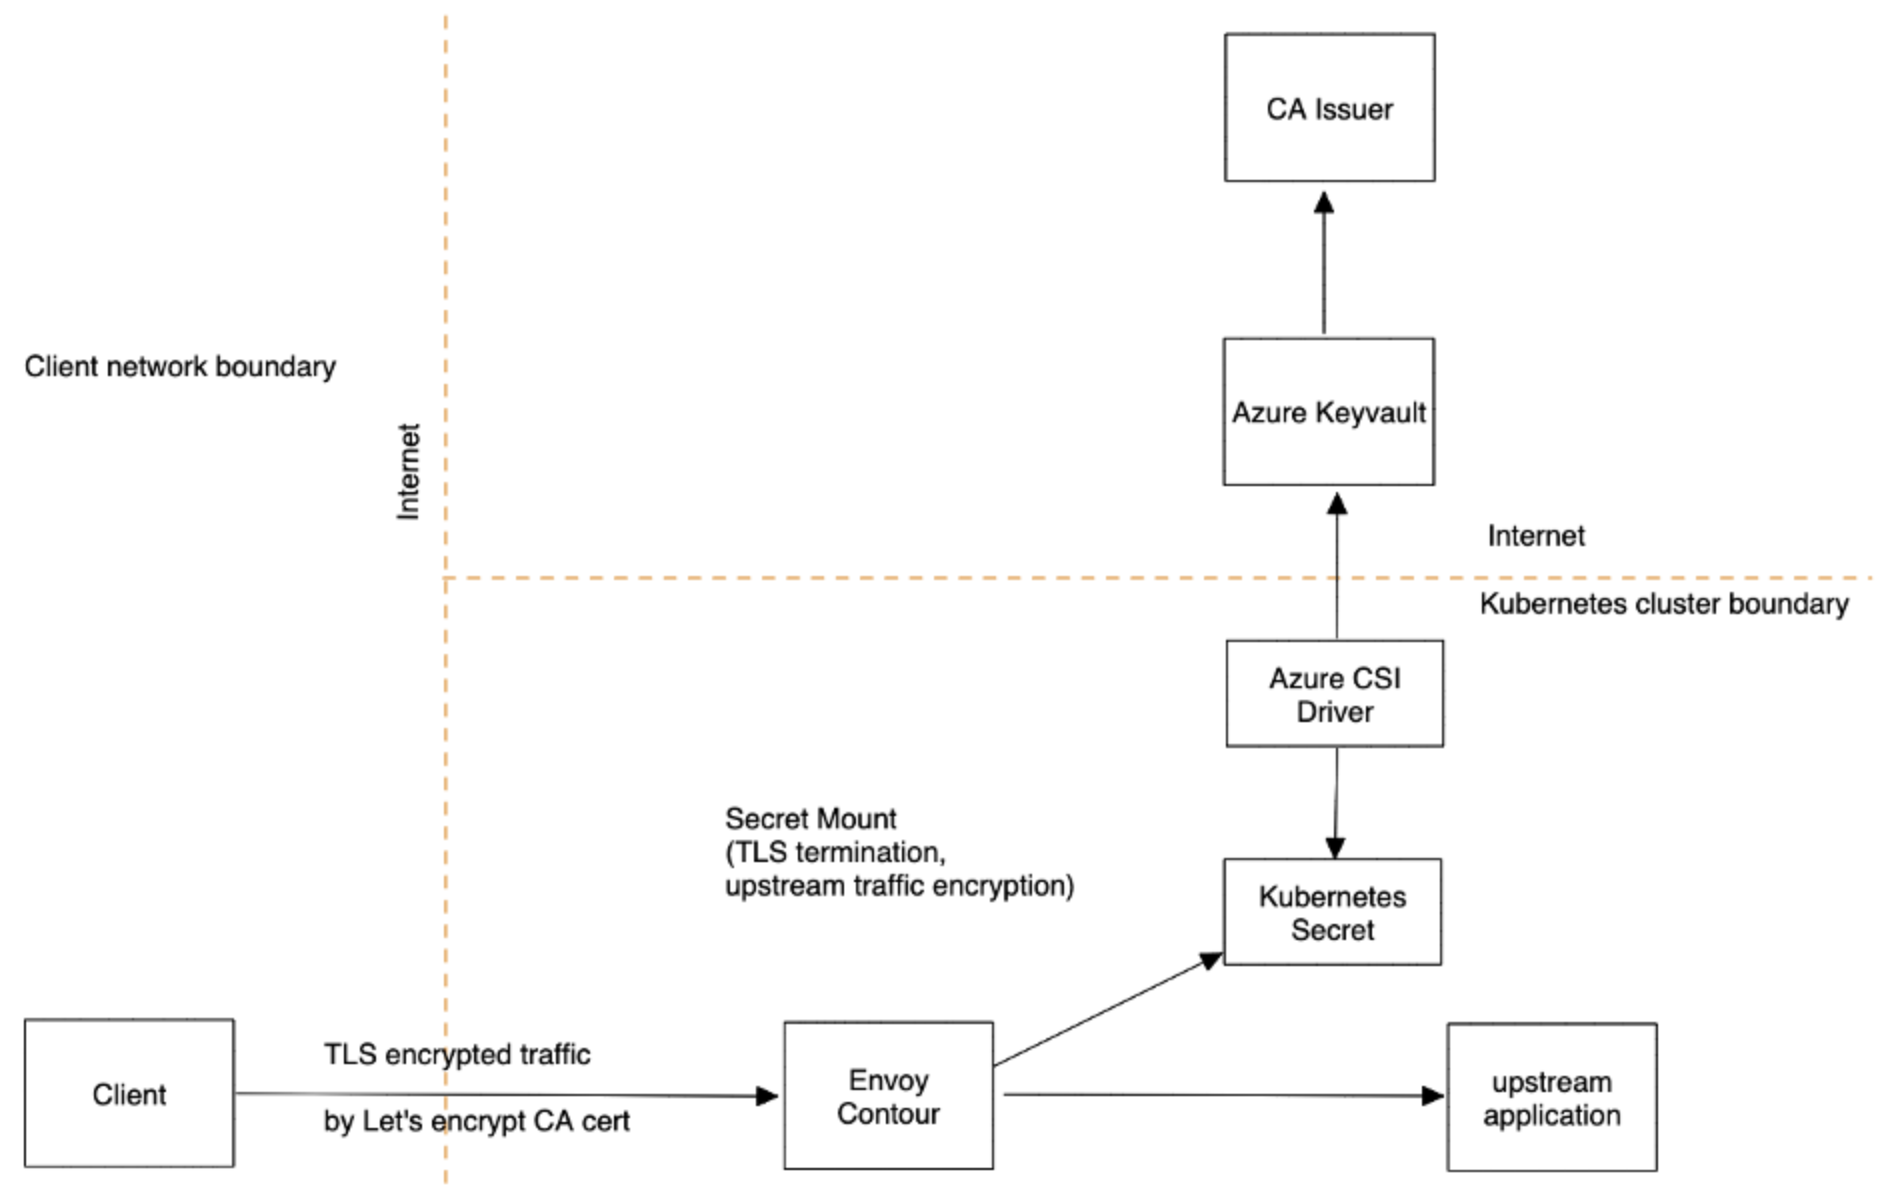 CA Issuer
Client network boundary
Internet
Azure Keyvault
Internet
Kubernetes cluster boundary
Azure CSI
Driver
Secret Mount
(TLS termination,
upstream traffic encryption)
Kubernetes
Secret
Client
TLS encrypted traffic
by Let's encrypt CA cert
Envoy
Contour
upstream
application